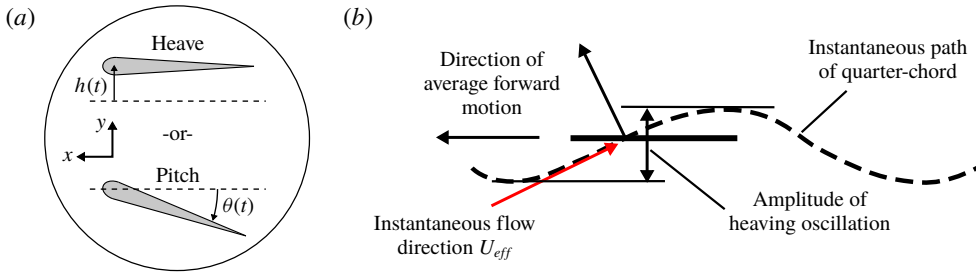 (a)
Heave
h(t)
y
-or-
x
Pitch
θ(t)
(b)
Direction of
average forward
motion
Instantaneous path
of quarter-chord
Instantaneous flow
direction U_eff
Amplitude of
heaving oscillation